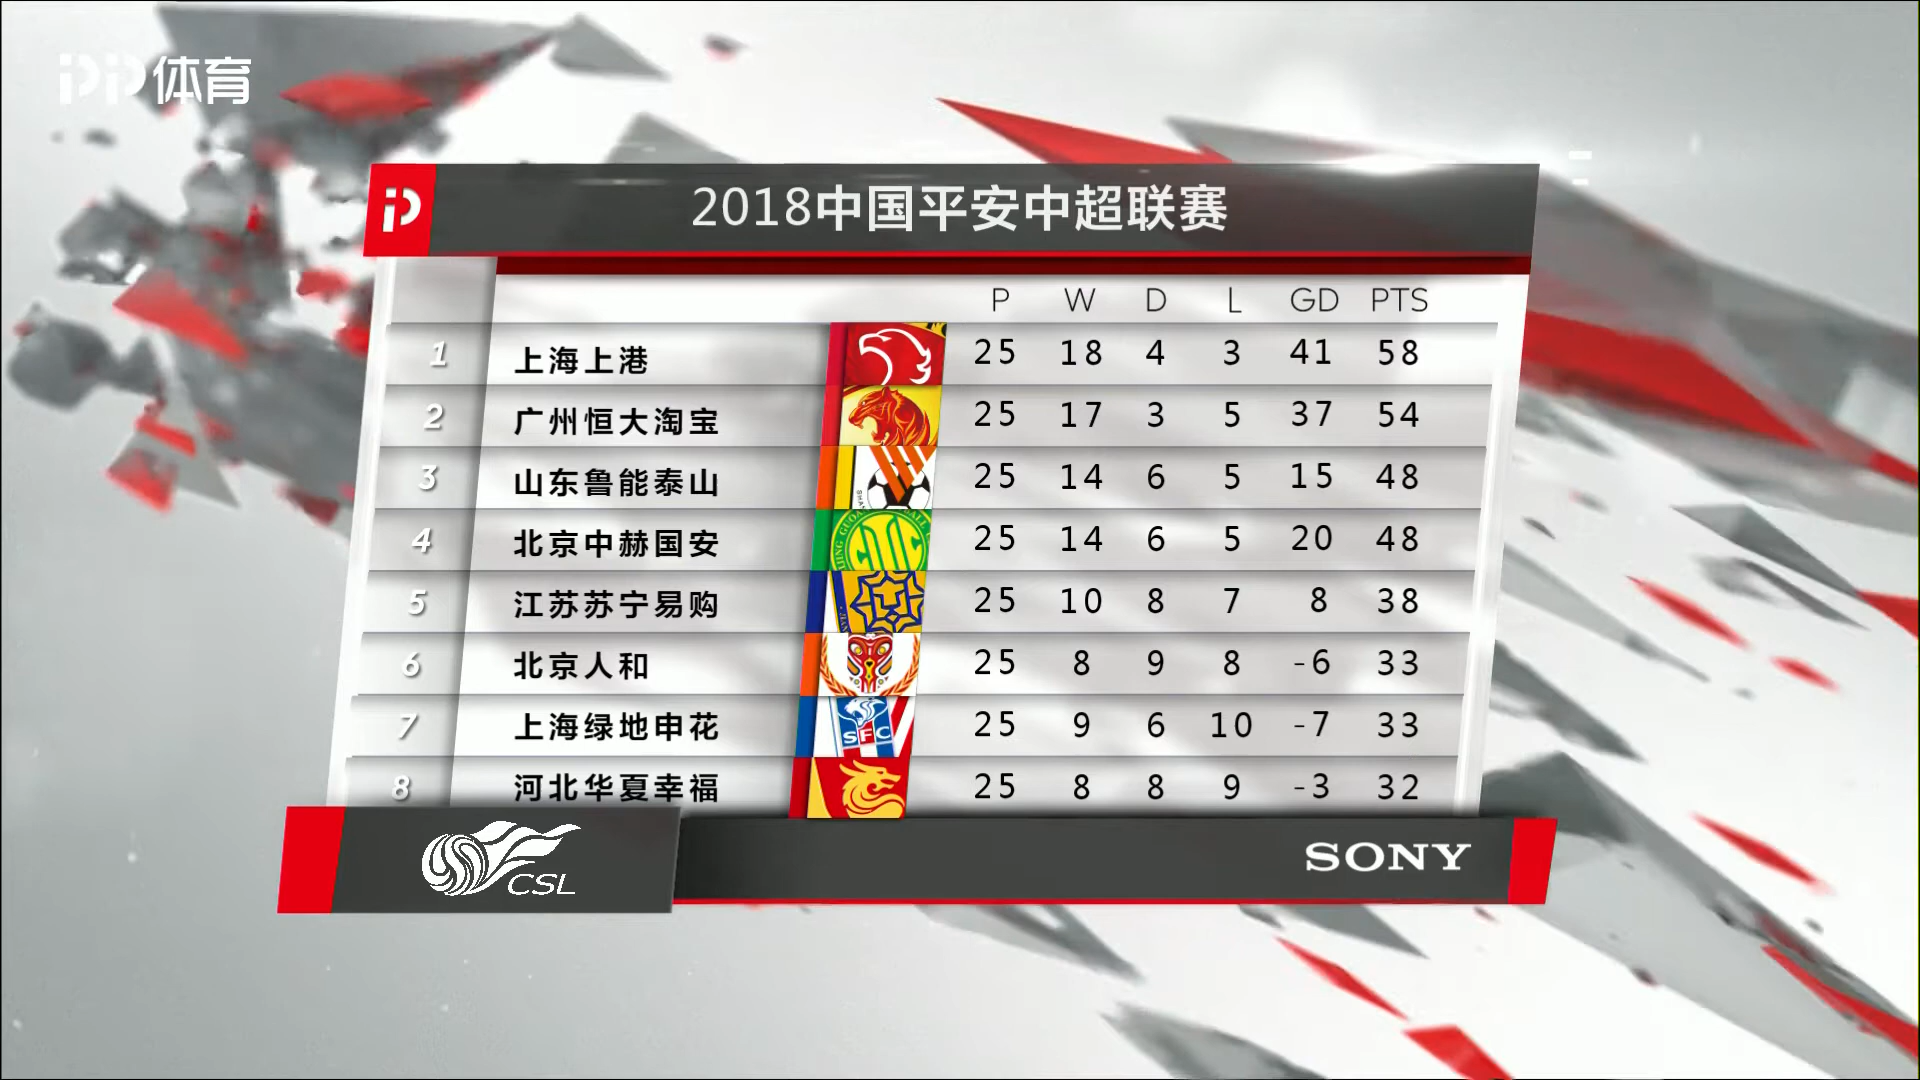 PP体育
2018中国平安中超联赛
P W D L GD PTS
1 上海上港 25 18 4 3 41 58
2 广州恒大淘宝 25 17 3 5 37 54
3 山东鲁能泰山 25 14 6 5 15 48
4 北京中赫国安 25 14 6 5 20 48
5 江苏苏宁易购 25 10 8 7 8 38
6 北京人和 25 8 9 8 -6 33
7 上海绿地申花 SFC 25 9 6 10 -7 33
8 河北华夏幸福 25 8 8 9 -3 32
CSL
SONY